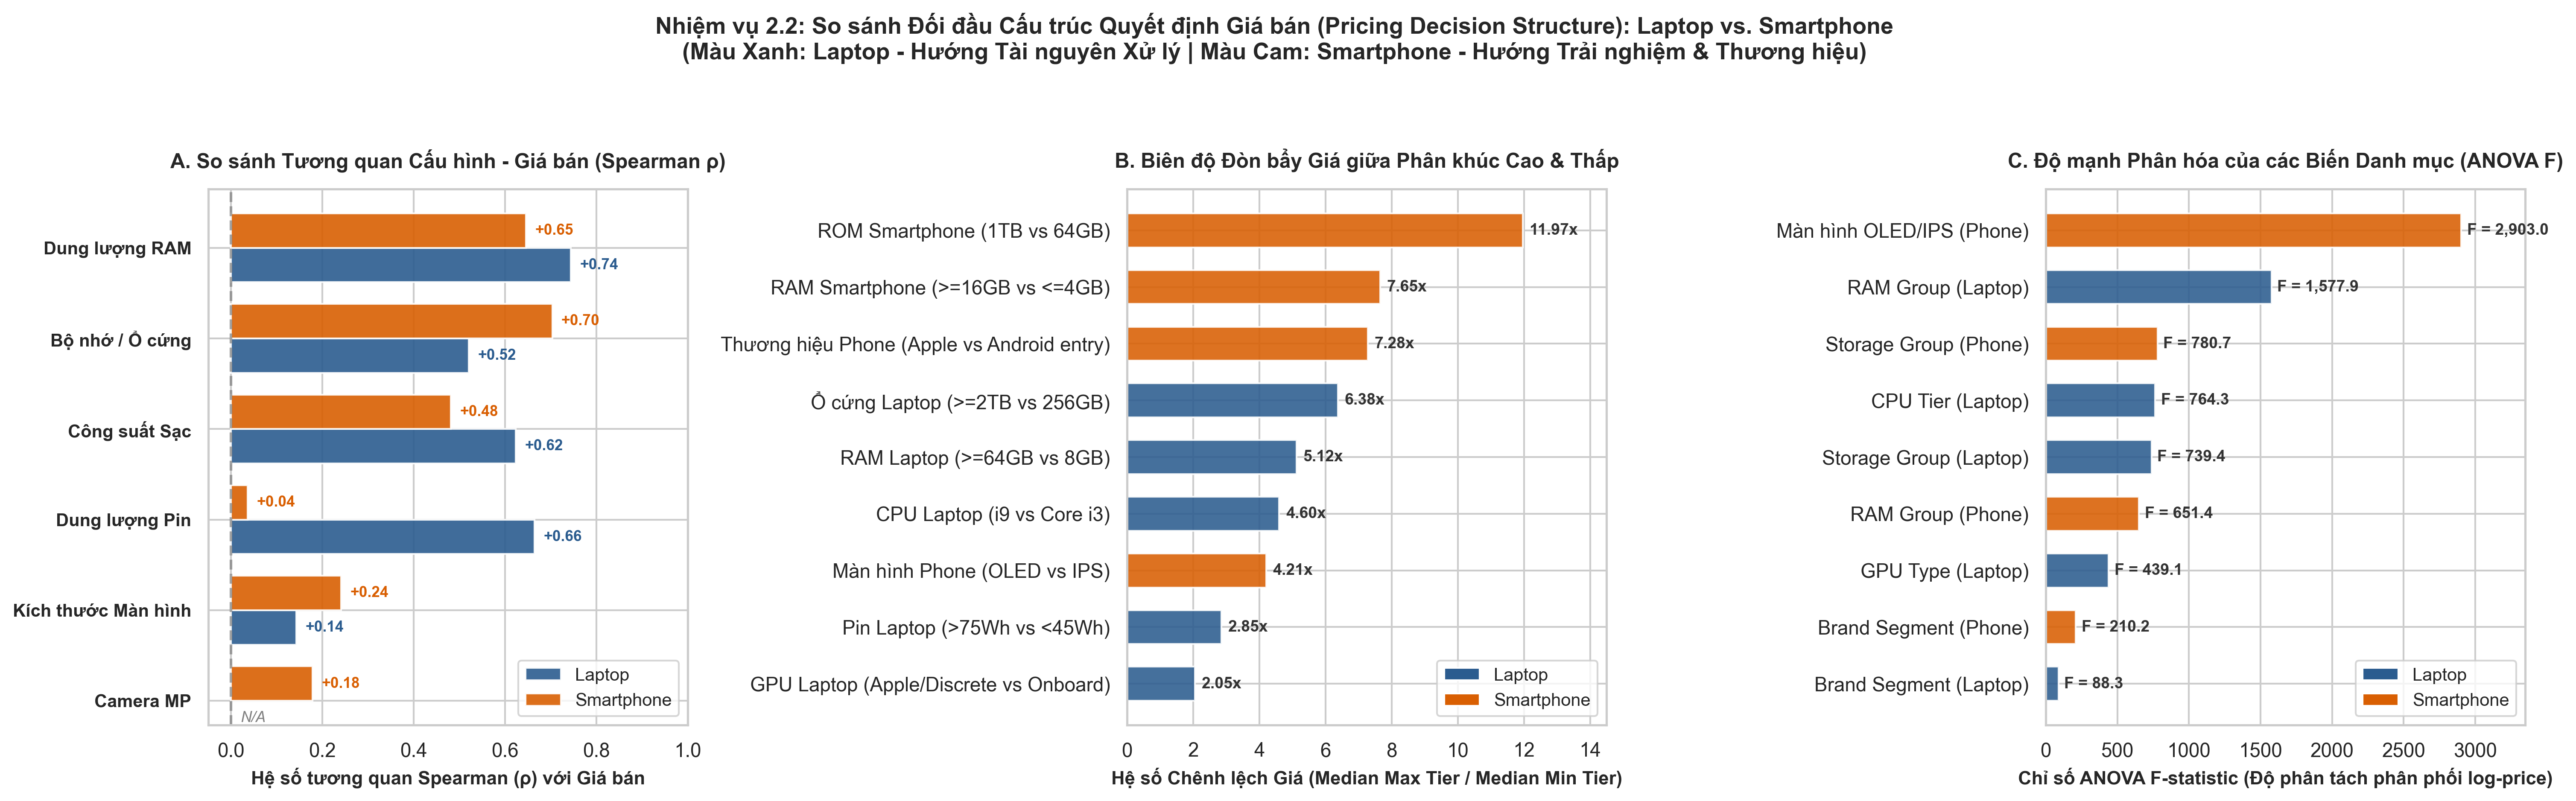 Nhiệm vụ 2.2: So sánh Đối đầu Cấu trúc Quyết định Giá bán (Pricing Decision Structure): Laptop vs. Smartphone
(Màu Xanh: Laptop - Hướng Tài nguyên Xử lý | Màu Cam: Smartphone - Hướng Trải nghiệm & Thương hiệu)
A. So sánh Tương quan Cấu hình - Giá bán (Spearman ρ)
Dung lượng RAM
+0.65
+0.74
Bộ nhớ / Ổ cứng
+0.70
+0.52
Công suất Sạc
+0.48
+0.62
Dung lượng Pin
+0.04
+0.66
Kích thước Màn hình
+0.24
+0.14
Camera MP
+0.18
N/A
Laptop
Smartphone
0.0 0.2 0.4 0.6 0.8 1.0
Hệ số tương quan Spearman (ρ) với Giá bán
B. Biên độ Đòn bẩy Giá giữa Phân khúc Cao & Thấp
ROM Smartphone (1TB vs 64GB) 11.97x
RAM Smartphone (>=16GB vs <=4GB) 7.65x
Thương hiệu Phone (Apple vs Android entry) 7.28x
Ổ cứng Laptop (>=2TB vs 256GB) 6.38x
RAM Laptop (>=64GB vs 8GB) 5.12x
CPU Laptop (i9 vs Core i3) 4.60x
Màn hình Phone (OLED vs IPS) 4.21x
Pin Laptop (>75Wh vs <45Wh) 2.85x
GPU Laptop (Apple/Discrete vs Onboard) 2.05x
Laptop
Smartphone
0 2 4 6 8 10 12 14
Hệ số Chênh lệch Giá (Median Max Tier / Median Min Tier)
C. Độ mạnh Phân hóa của các Biến Danh mục (ANOVA F)
Màn hình OLED/IPS (Phone) F = 2,903.0
RAM Group (Laptop) F = 1,577.9
Storage Group (Phone) F = 780.7
CPU Tier (Laptop) F = 764.3
Storage Group (Laptop) F = 739.4
RAM Group (Phone) F = 651.4
GPU Type (Laptop) F = 439.1
Brand Segment (Phone) F = 210.2
Brand Segment (Laptop) F = 88.3
Laptop
Smartphone
0 500 1000 1500 2000 2500 3000
Chỉ số ANOVA F-statistic (Độ phân tách phân phối log-price)